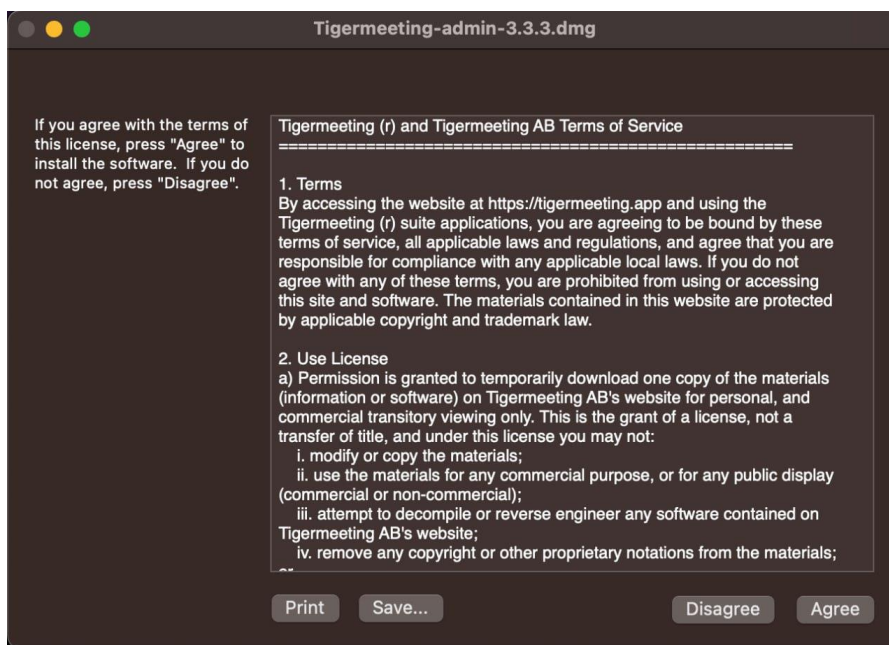 Tigermeeting-admin-3.3.3.dmg
If you agree with the terms of
this license, press "Agree" to
install the software.  If you do
not agree, press "Disagree".
Tigermeeting (r) and Tigermeeting AB Terms of Service
=====================================================
1. Terms
By accessing the website at https://tigermeeting.app and using the
Tigermeeting (r) suite applications, you are agreeing to be bound by these
terms of service, all applicable laws and regulations, and agree that you are
responsible for compliance with any applicable local laws. If you do not
agree with any of these terms, you are prohibited from using or accessing
this site and software. The materials contained in this website are protected
by applicable copyright and trademark law.
2. Use License
a) Permission is granted to temporarily download one copy of the materials
(information or software) on Tigermeeting AB's website for personal, and
commercial transitory viewing only. This is the grant of a license, not a
transfer of title, and under this license you may not:
i. modify or copy the materials;
ii. use the materials for any commercial purpose, or for any public display
(commercial or non-commercial);
iii. attempt to decompile or reverse engineer any software contained on
Tigermeeting AB's website;
iv. remove any copyright or other proprietary notations from the materials;
Print Save... Disagree Agree